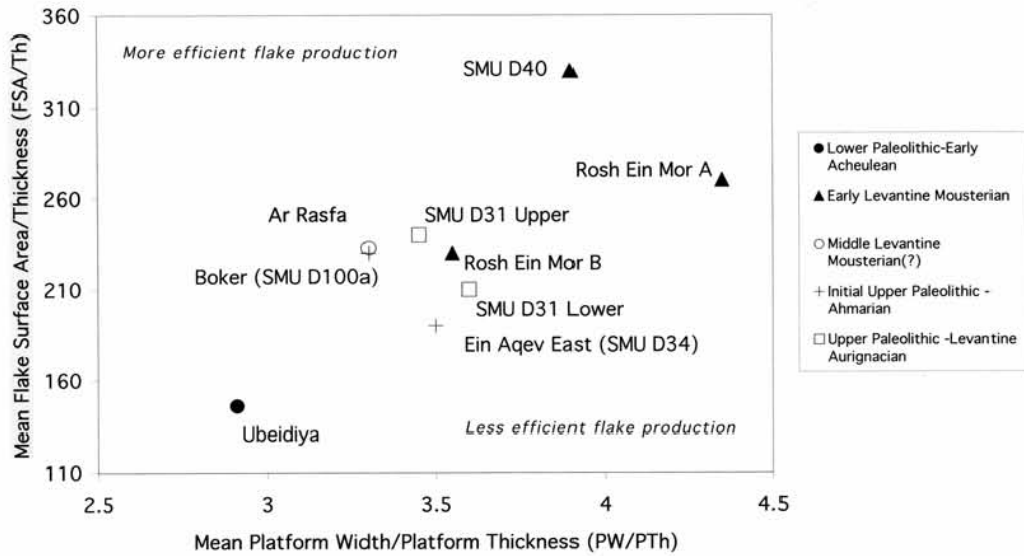 360
310
260
210
160
110
Mean Flake Surface Area/Thickness (FSA/Th)
More efficient flake production
SMU D40
Rosh Ein Mor A
Ar Rasfa
SMU D31 Upper
Boker (SMU D100a)
Rosh Ein Mor B
SMU D31 Lower
Ein Aqev East (SMU D34)
Ubeidiya
Less efficient flake production
2.5 3 3.5 4 4.5
Mean Platform Width/Platform Thickness (PW/PTh)
Lower Paleolithic-Early
Acheulean
Early Levantine Mousterian
Middle Levantine
Mousterian(?)
Initial Upper Paleolithic -
Ahmarian
Upper Paleolithic -Levantine
Aurignacian